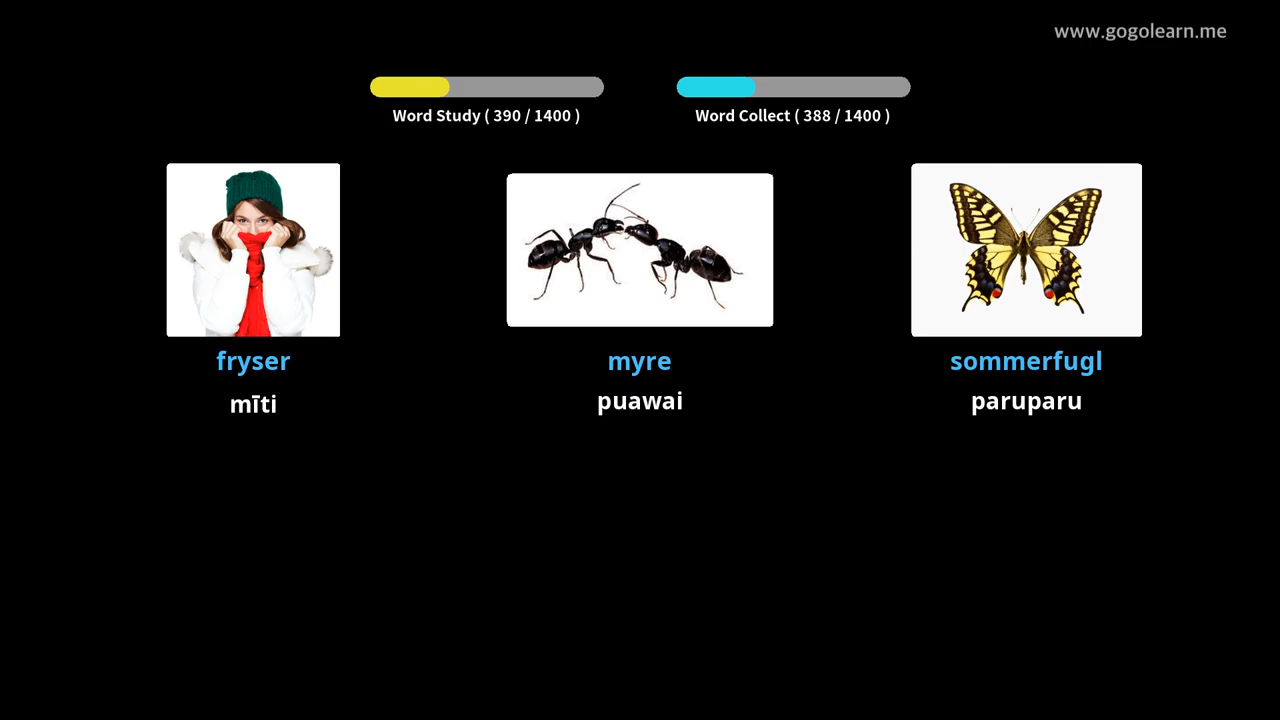 www.gogolearn.me
Word Study ( 390 / 1400 )
Word Collect ( 388 / 1400 )
fryser
mīti
myre
puawai
sommerfugl
paruparu